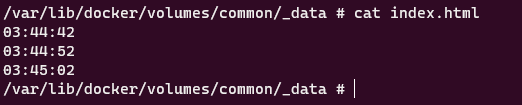 /var/lib/docker/volumes/common/_data # cat index.html
03:44:42
03:44:52
03:45:02
/var/lib/docker/volumes/common/_data #